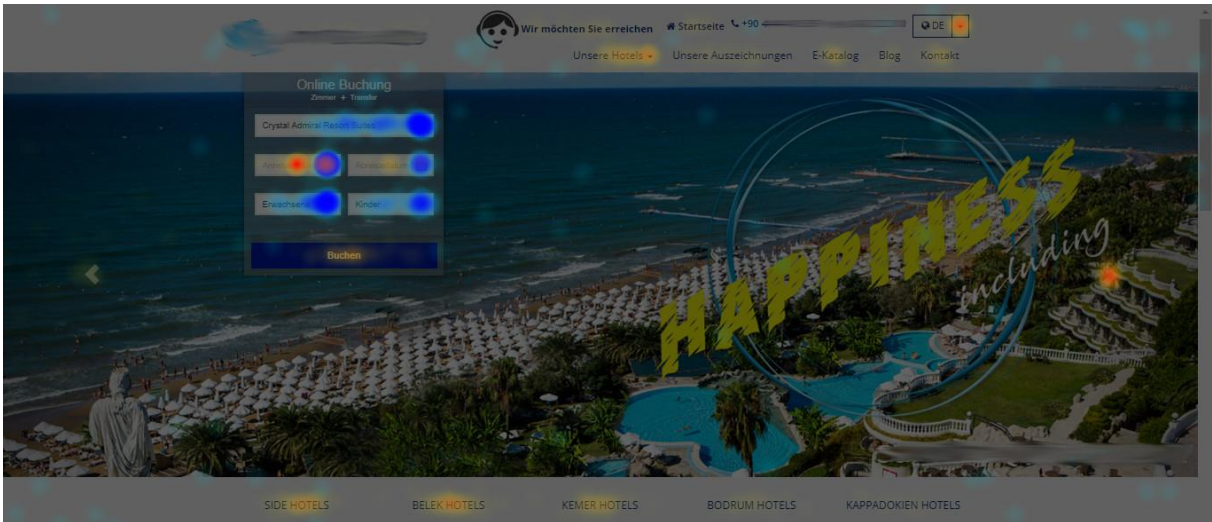 Wir möchten Sie erreichen
Startseite
+90
DE
Unsere Hotels
Unsere Auszeichnungen
E-Katalog
Blog
Kontakt
Online Buchung
Zimmer + Transfer
Crystal Admiral Resort Suites
Erwachsene
Kinder
Buchen
HAPPINESS
including
SIDE HOTELS
BELEK HOTELS
KEMER HOTELS
BODRUM HOTELS
KAPPADOKIEN HOTELS